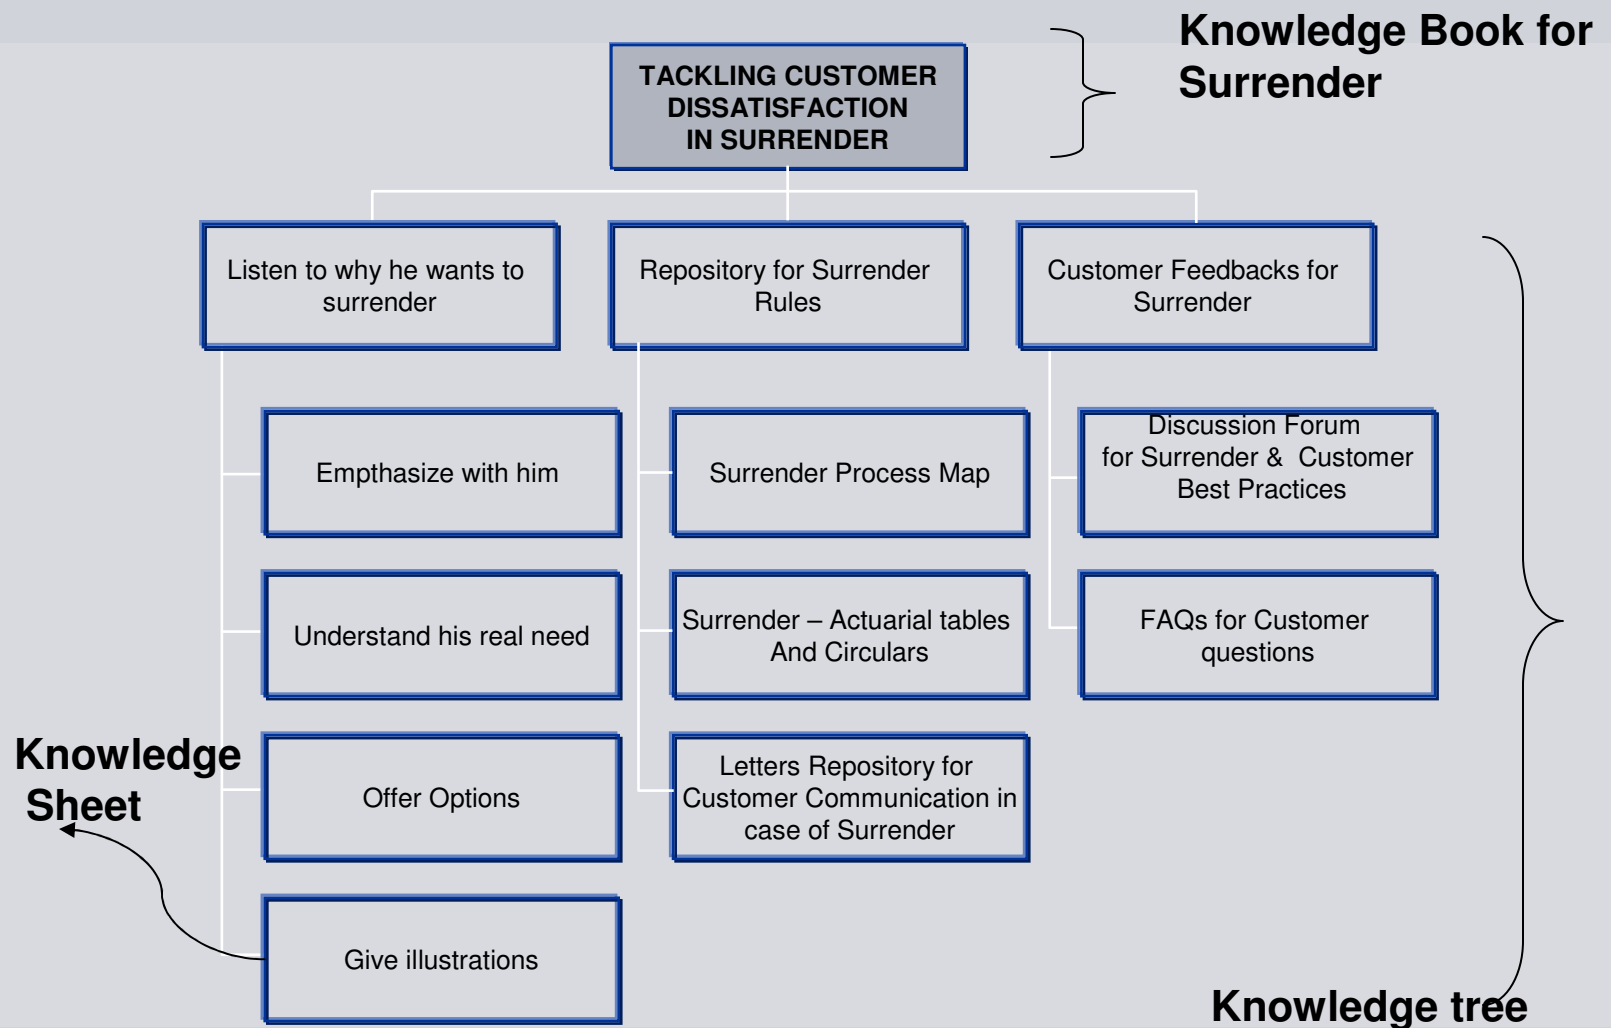 Knowledge Book for
Surrender
TACKLING CUSTOMER
DISSATISFACTION
IN SURRENDER
Listen to why he wants to
surrender
Repository for Surrender
Rules
Customer Feedbacks for
Surrender
Empthasize with him
Surrender Process Map
Discussion Forum
for Surrender &  Customer
Best Practices
Understand his real need
Surrender – Actuarial tables
And Circulars
FAQs for Customer
questions
Knowledge
Sheet
Offer Options
Letters Repository for
Customer Communication in
case of Surrender
Give illustrations
Knowledge tree